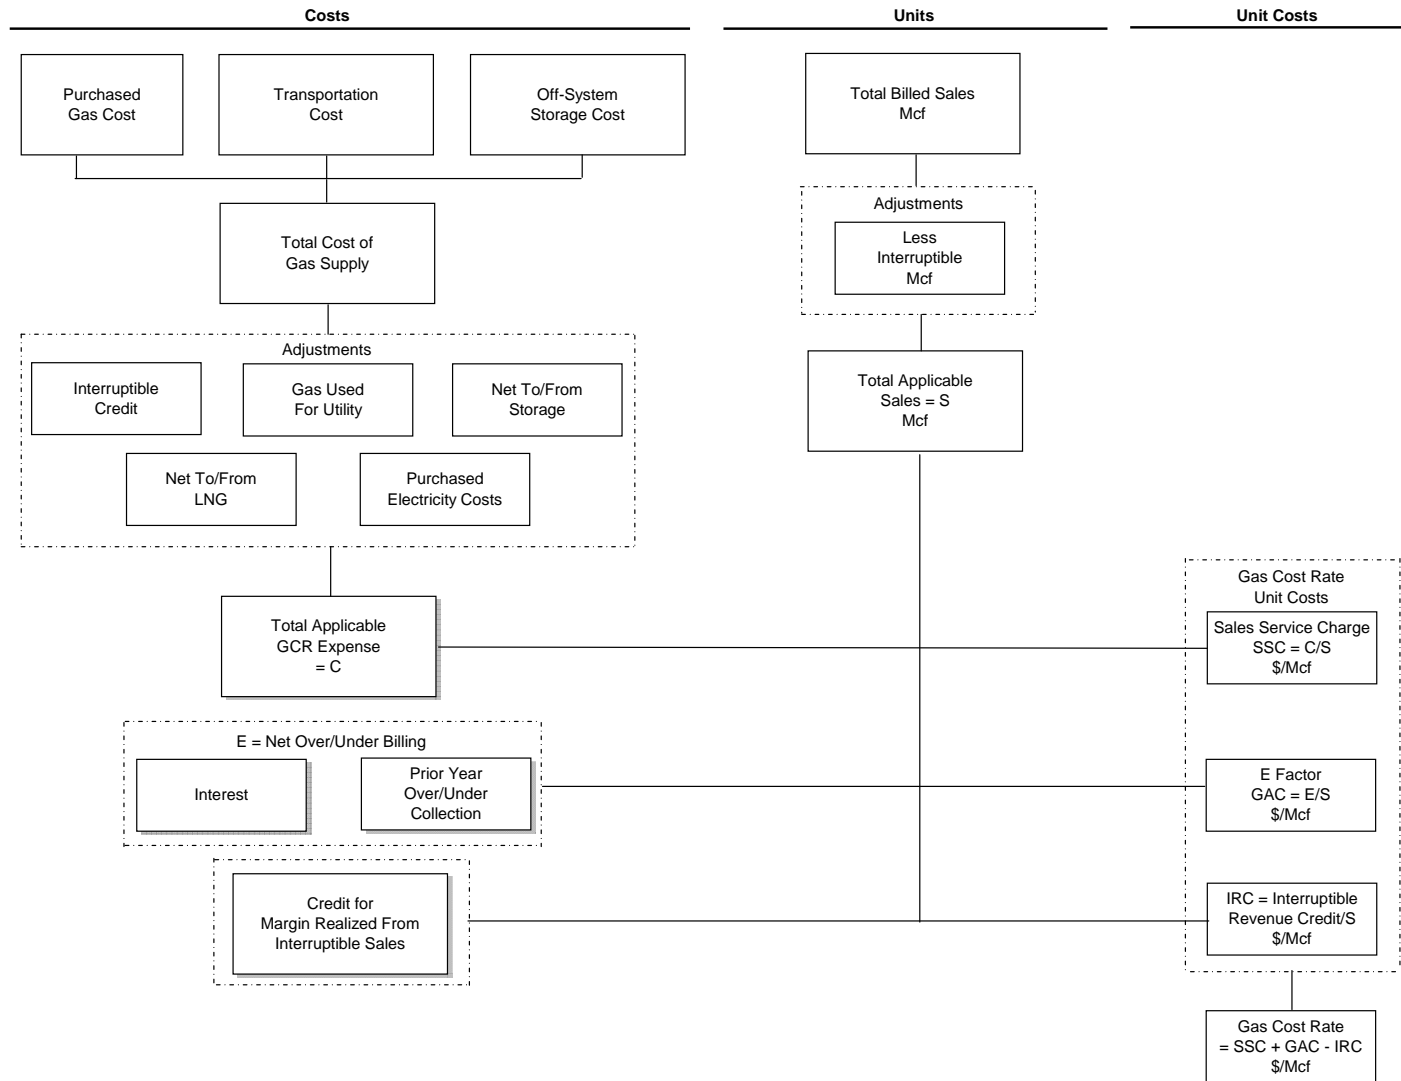 Costs
Units
Unit Costs
Purchased
Gas Cost
Transportation
Cost
Off-System
Storage Cost
Total Billed Sales
Mcf
Adjustments
Less
Interruptible
Mcf
Total Cost of
Gas Supply
Adjustments
Interruptible
Credit
Gas Used
For Utility
Net To/From
Storage
Net To/From
LNG
Purchased
Electricity Costs
Total Applicable
Sales = S
Mcf
Total Applicable
GCR Expense
= C
Gas Cost Rate
Unit Costs
Sales Service Charge
SSC = C/S
$/Mcf
E = Net Over/Under Billing
Interest
Prior Year
Over/Under
Collection
E Factor
GAC = E/S
$/Mcf
Credit for
Margin Realized From
Interruptible Sales
IRC = Interruptible
Revenue Credit/S
$/Mcf
Gas Cost Rate
= SSC + GAC - IRC
$/Mcf